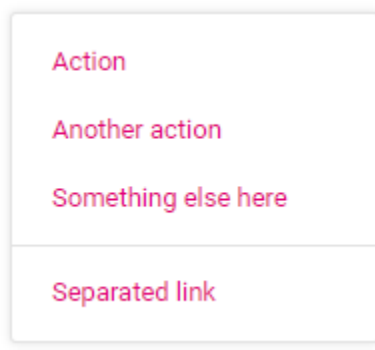 Action
Another action
Something else here
Separated link